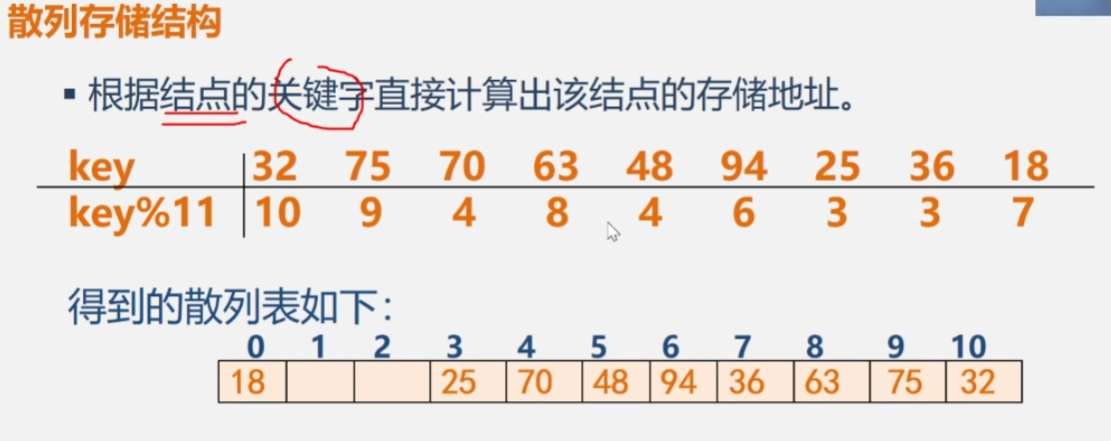 散列存储结构
▪ 根据结点的关键字直接计算出该结点的存储地址。
key 32 75 70 63 48 94 25 36 18
key%11 10 9 4 8 4 6 3 3 7
得到的散列表如下：
0 1 2 3 4 5 6 7 8 9 10
18 25 70 48 94 36 63 75 32